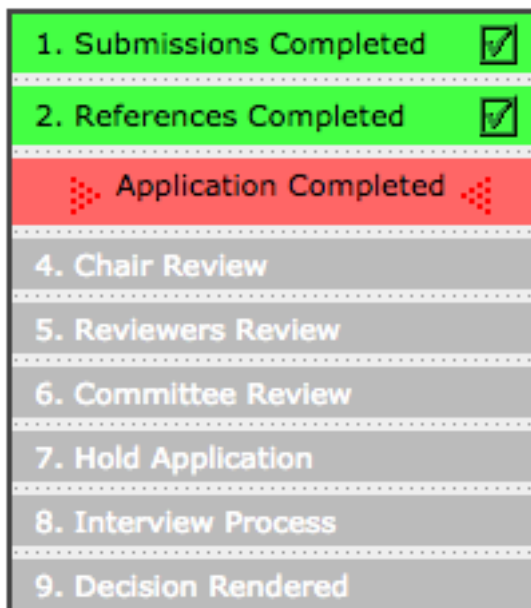 1. Submissions Completed
2. References Completed
Application Completed
4. Chair Review
5. Reviewers Review
6. Committee Review
7. Hold Application
8. Interview Process
9. Decision Rendered